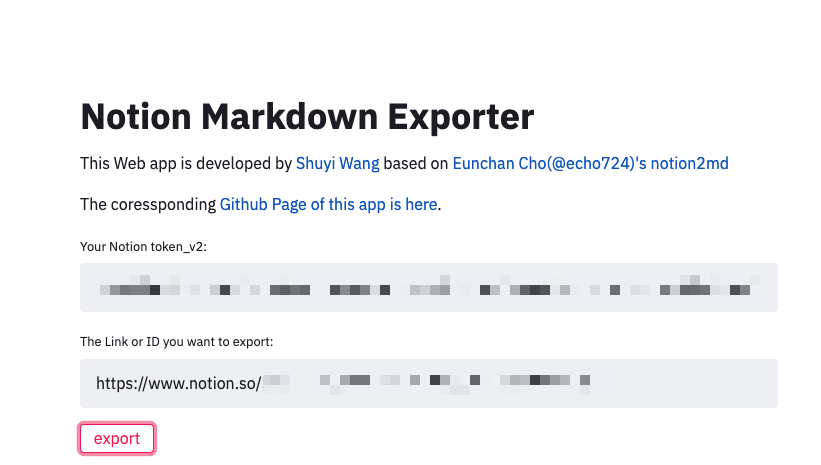 Notion Markdown Exporter
This Web app is developed by Shuyi Wang based on Eunchan Cho(@echo724)'s notion2md
The coressponding Github Page of this app is here.
Your Notion token_v2:
The Link or ID you want to export:
https://www.notion.so/
export